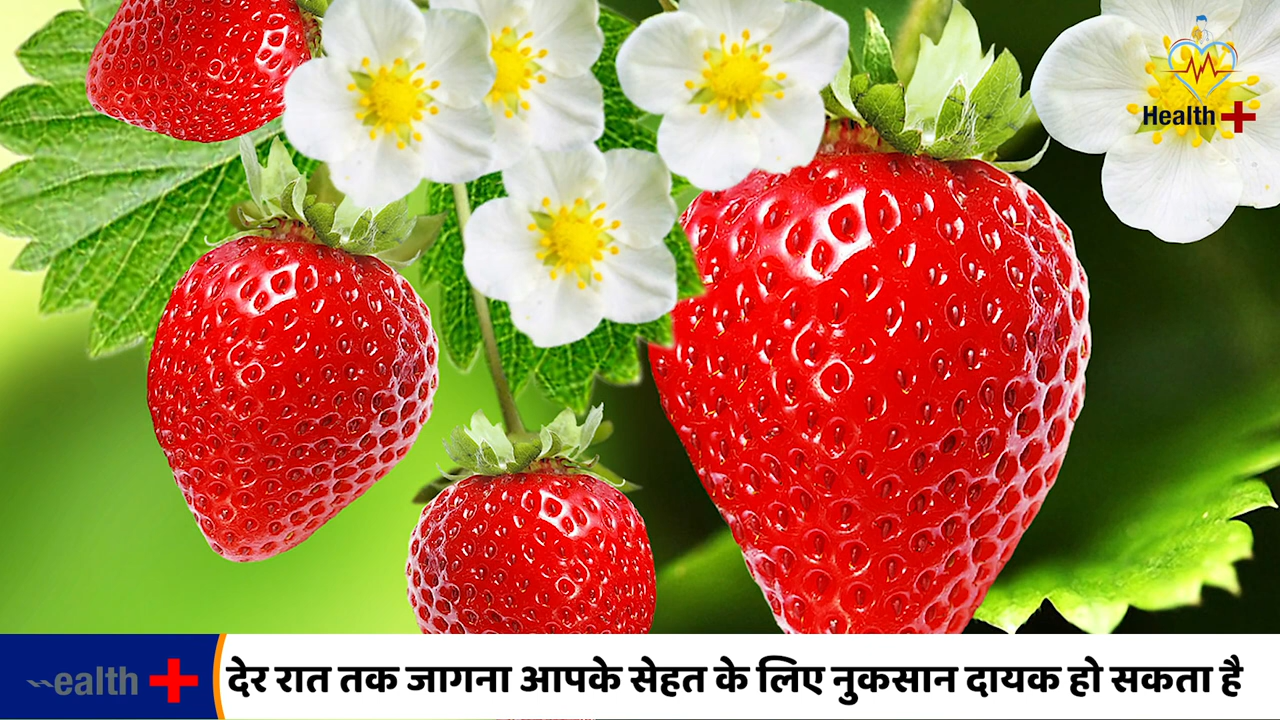 Health
ealth
देर रात तक जागना आपके सेहत के लिए नुकसान दायक हो सकता है